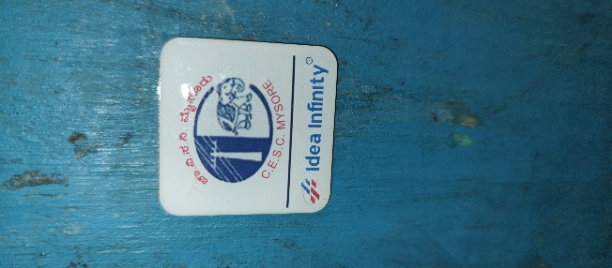 ಚಾ.ವಿ.ಸ.ನಿ. ಮೈಸೂರು
C.E.S.C. MYSORE
Idea Infinity